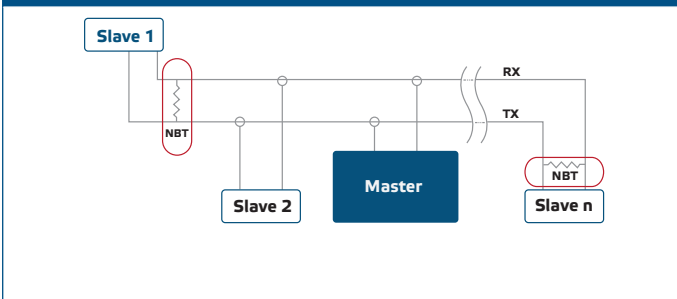 Slave 1
RX
TX
NBT
Master
NBT
Slave 2
Slave n